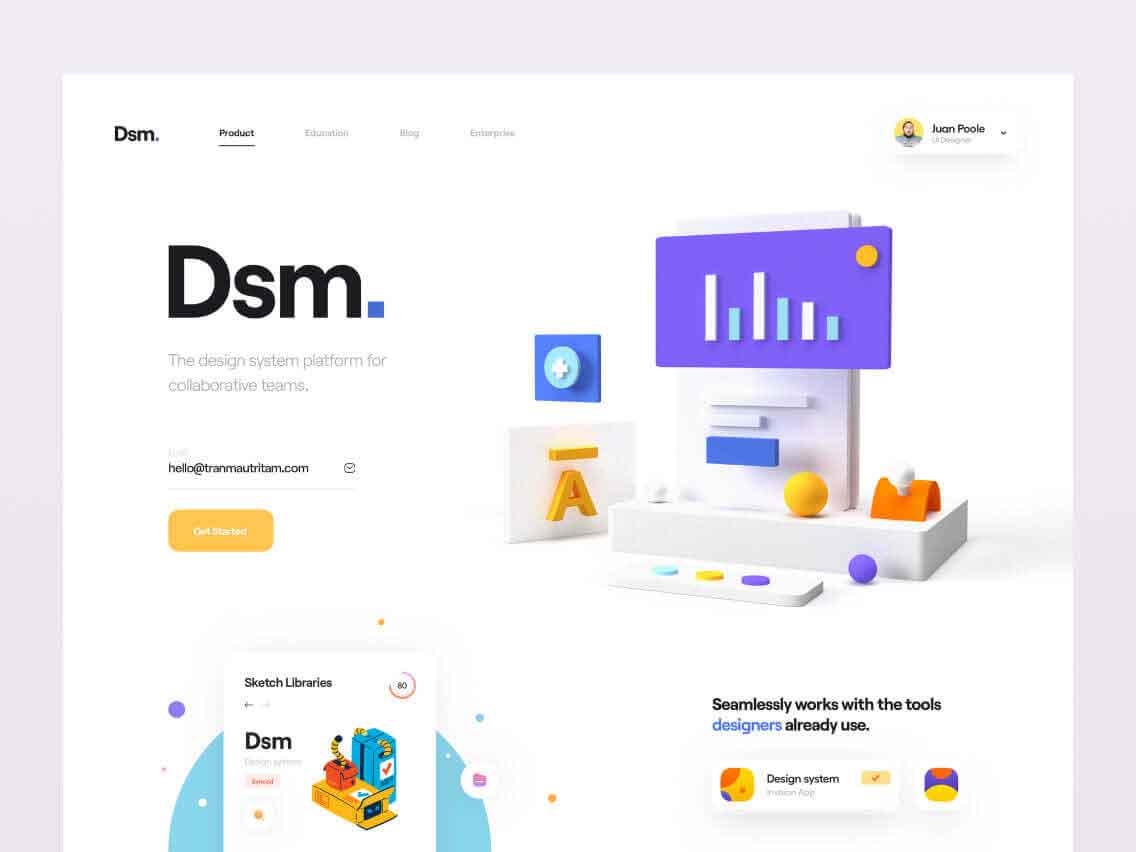 Dsm.
Product Education Blog Enterprise
Juan Poole
UI Designer
Dsm.
The design system platform for
collaborative teams.
hello@tranmautritam.com
Get Started
A
Sketch Libraries
80
Dsm
Design system
Synced
Seamlessly works with the tools
designers already use.
Design system
InVision App